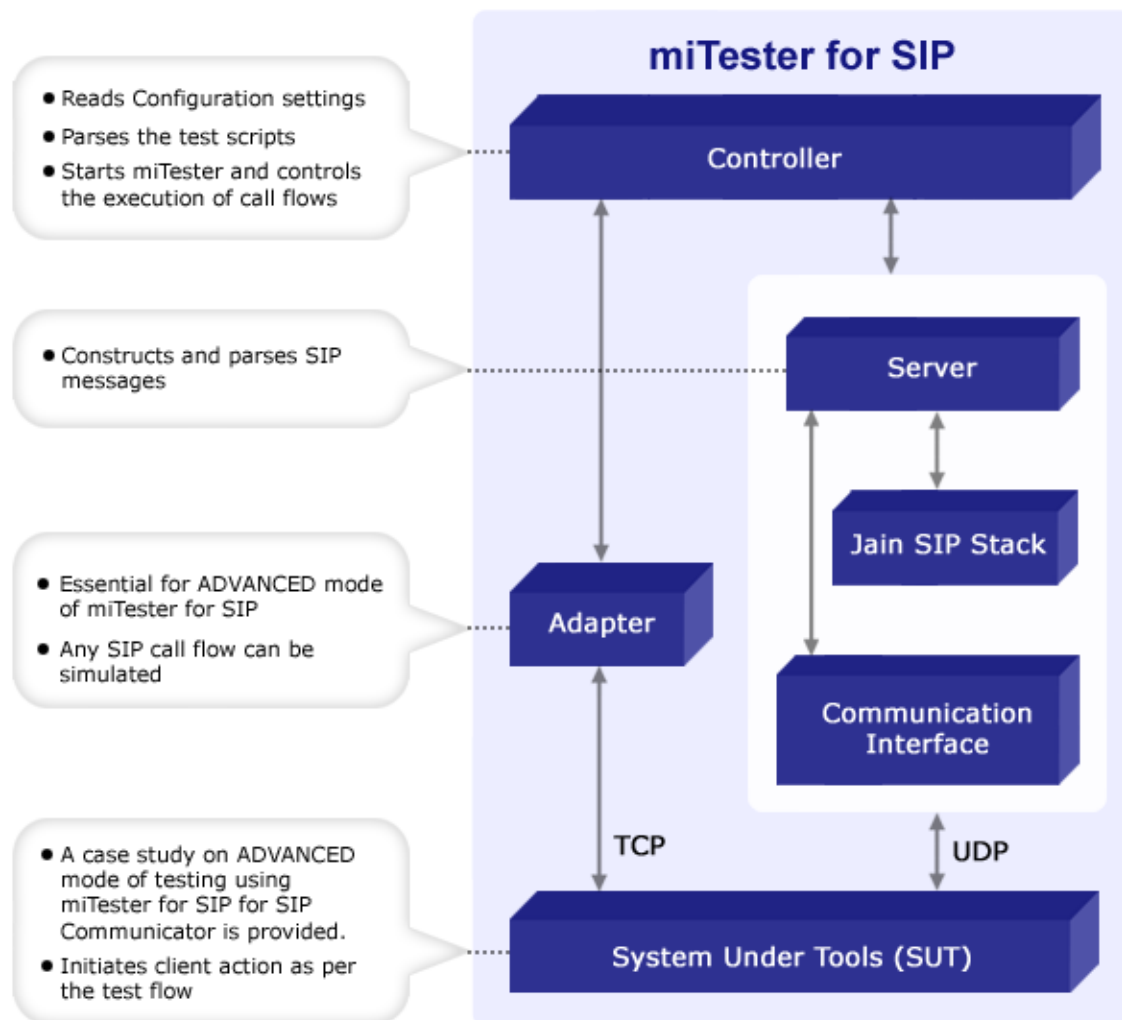 miTester for SIP
● Reads Configuration settings
● Parses the test scripts
● Starts miTester and controls
the execution of call flows
Controller
● Constructs and parses SIP
messages
Server
Jain SIP Stack
● Essential for ADVANCED mode
of miTester for SIP
● Any SIP call flow can be
simulated
Adapter
Communication
Interface
TCP
UDP
● A case study on ADVANCED
mode of testing using
miTester for SIP for SIP
Communicator is provided.
● Initiates client action as per
the test flow
System Under Tools (SUT)